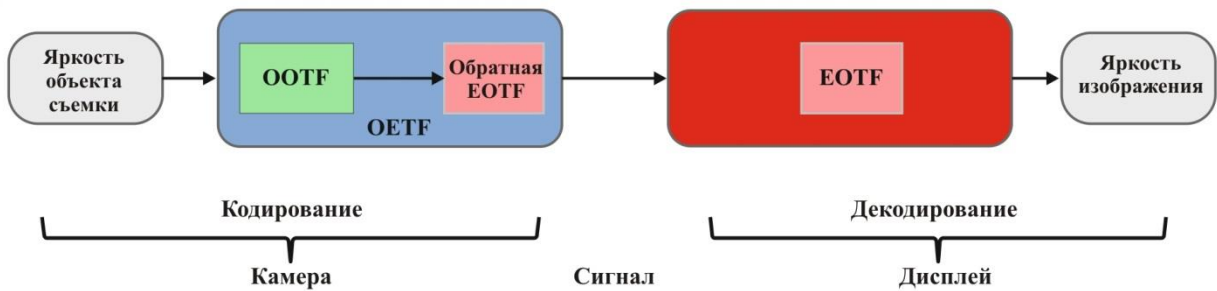 Яркость
объекта
съемки
OOTF
Обратная
EOTF
OETF
EOTF
Яркость
изображения
Кодирование
Декодирование
Камера
Сигнал
Дисплей